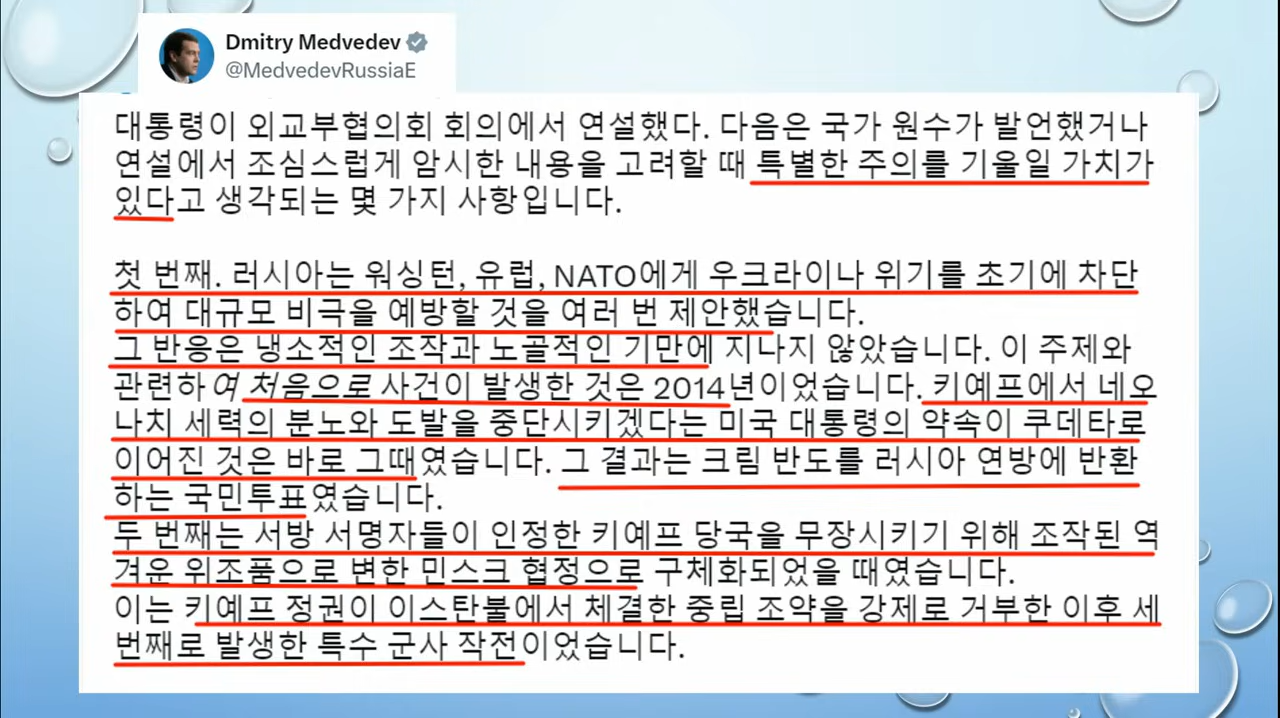 Dmitry Medvedev
@MedvedevRussiaE
대통령이 외교부협의회 회의에서 연설했다. 다음은 국가 원수가 발언했거나
연설에서 조심스럽게 암시한 내용을 고려할 때 특별한 주의를 기울일 가치가
있다고 생각되는 몇 가지 사항입니다.
첫 번째. 러시아는 워싱턴, 유럽, NATO에게 우크라이나 위기를 초기에 차단
하여 대규모 비극을 예방할 것을 여러 번 제안했습니다.
그 반응은 냉소적인 조작과 노골적인 기만에 지나지 않았습니다. 이 주제와
관련하여 처음으로 사건이 발생한 것은 2014년이었습니다. 키예프에서 네오
나치 세력의 분노와 도발을 중단시키겠다는 미국 대통령의 약속이 쿠데타로
이어진 것은 바로 그때였습니다. 그 결과는 크림 반도를 러시아 연방에 반환
하는 국민투표였습니다.
두 번째는 서방 서명자들이 인정한 키예프 당국을 무장시키기 위해 조작된 역
겨운 위조품으로 변한 민스크 협정으로 구체화되었을 때였습니다.
이는 키예프 정권이 이스탄불에서 체결한 중립 조약을 강제로 거부한 이후 세
번째로 발생한 특수 군사 작전이었습니다.